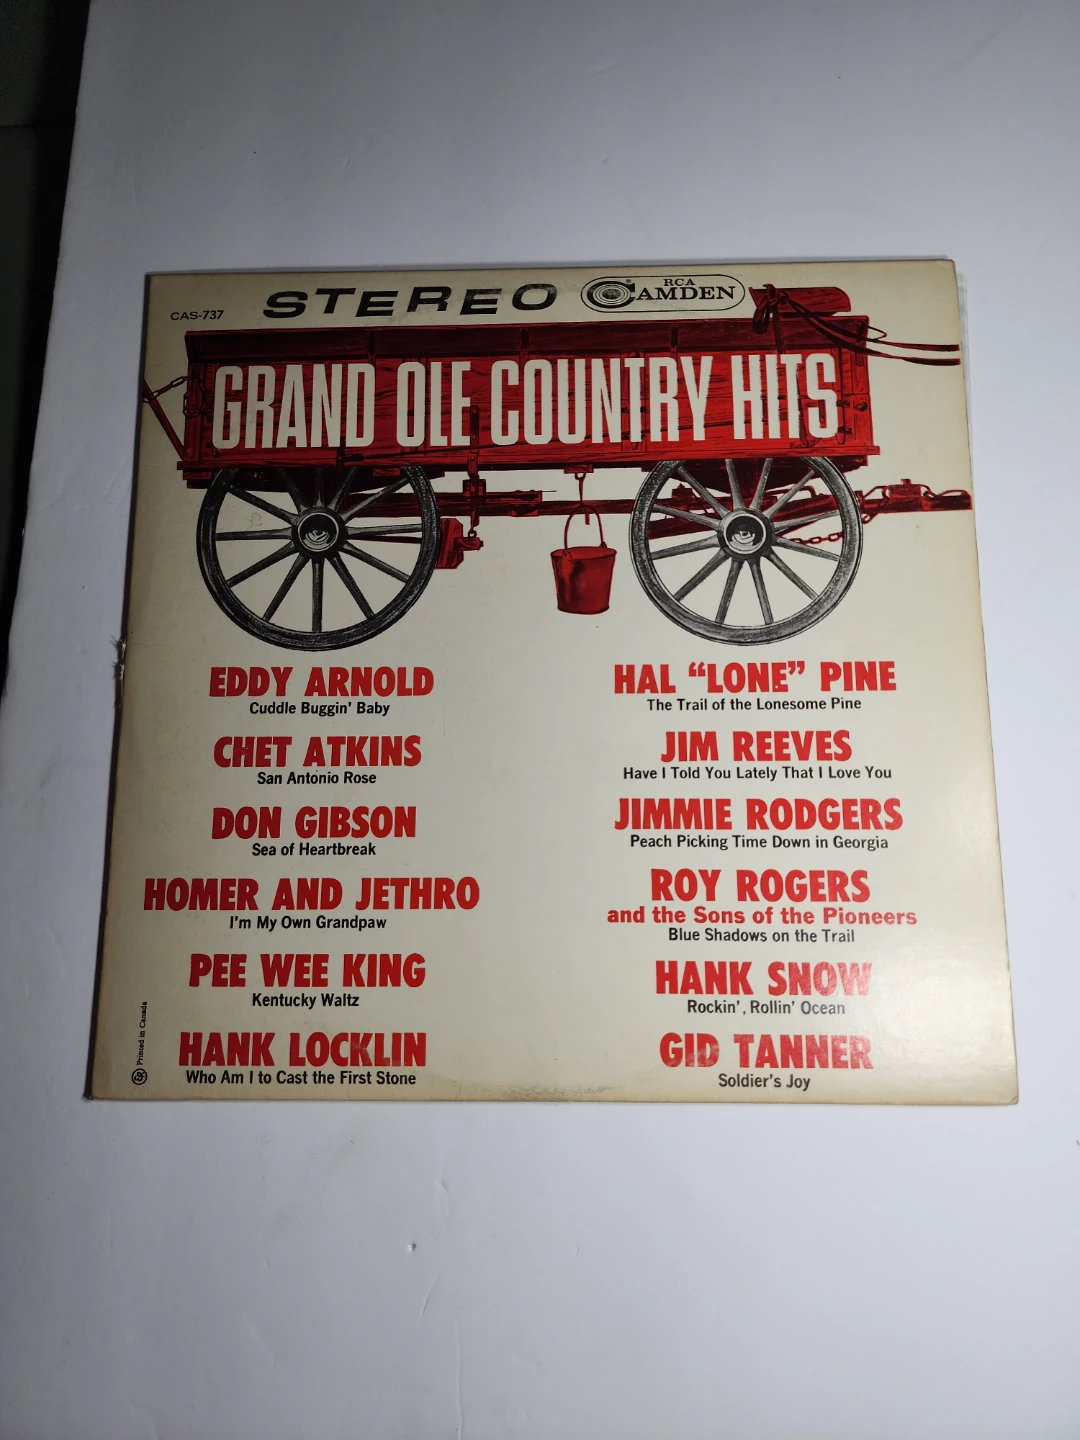 CAS-737
STEREO
RCA
CAMDEN
GRAND OLE COUNTRY HITS
EDDY ARNOLD
Cuddle Buggin' Baby
CHET ATKINS
San Antonio Rose
DON GIBSON
Sea of Heartbreak
HOMER AND JETHRO
I'm My Own Grandpaw
PEE WEE KING
Kentucky Waltz
HANK LOCKLIN
Who Am I to Cast the First Stone
HAL "LONE" PINE
The Trail of the Lonesome Pine
JIM REEVES
Have I Told You Lately That I Love You
JIMMIE RODGERS
Peach Picking Time Down in Georgia
ROY ROGERS
and the Sons of the Pioneers
Blue Shadows on the Trail
HANK SNOW
Rockin', Rollin' Ocean
GID TANNER
Soldier's Joy
Printed in Canada